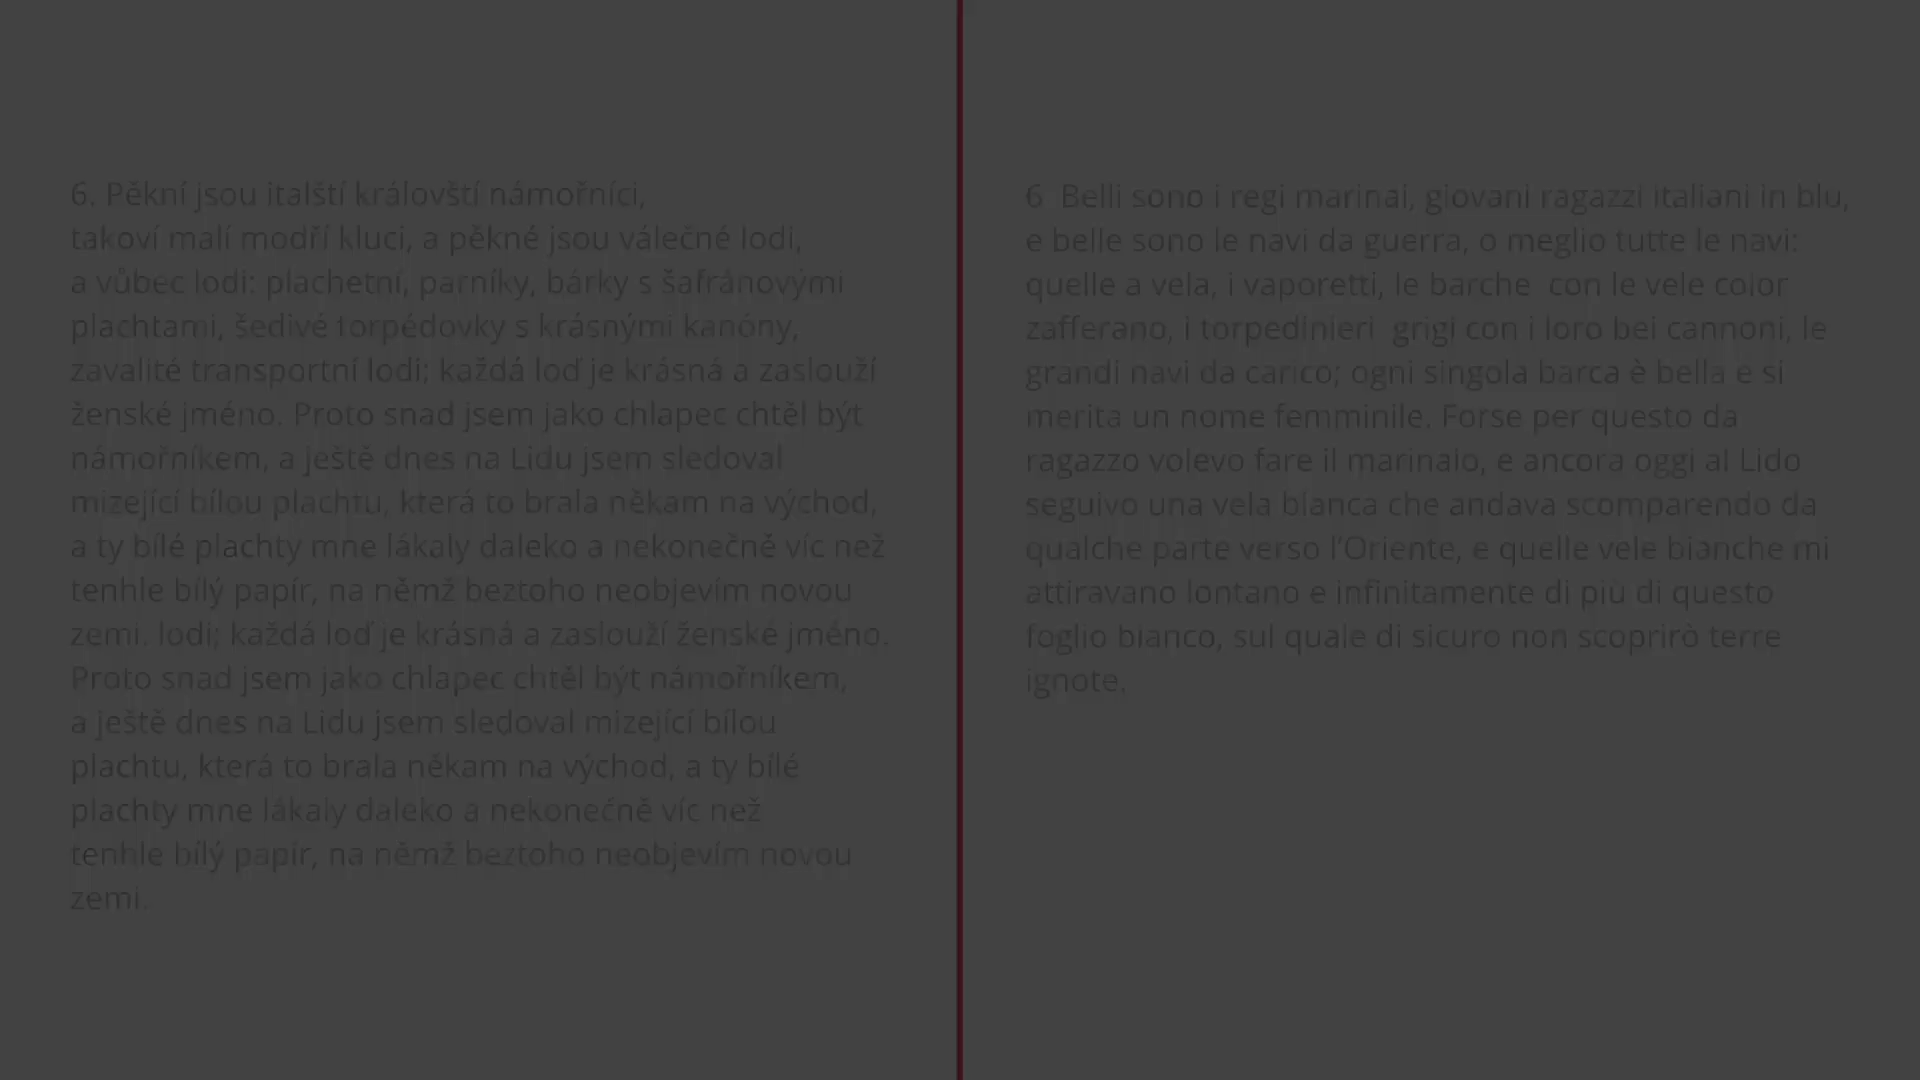 6. Pěkní jsou italští královští námořníci,
takoví malí modří kluci, a pěkné jsou válečné lodi,
a vůbec lodi: plachetní, parníky, bárky s šafránovými
plachtami, šedivé torpédovky s krásnými kanóny,
zavalité transportní lodi; každá loď je krásná a zaslouží
ženské jméno. Proto snad jsem jako chlapec chtěl být
námořníkem, a ještě dnes na Lidu jsem sledoval
mizející bílou plachtu, která to brala někam na východ,
a ty bílé plachty mne lákaly daleko a nekonečně víc než
tenhle bílý papír, na němž beztoho neobjevím novou
zemi. lodi; každá loď je krásná a zaslouží ženské jméno.
Proto snad jsem jako chlapec chtěl být námořníkem,
a ještě dnes na Lidu jsem sledoval mizející bílou
plachtu, která to brala někam na východ, a ty bílé
plachty mne lákaly daleko a nekonečně víc než
tenhle bílý papír, na němž beztoho neobjevím novou
zemi.
6  Belli sono i regi marinai, giovani ragazzi italiani in blu,
e belle sono le navi da guerra, o meglio tutte le navi:
quelle a vela, i vaporetti, le barche  con le vele color
zafferano, i torpedinieri  grigi con i loro bei cannoni, le
grandi navi da carico; ogni singola barca è bella e si
merita un nome femminile. Forse per questo da
ragazzo volevo fare il marinaio, e ancora oggi al Lido
seguivo una vela bianca che andava scomparendo da
qualche parte verso l'Oriente, e quelle vele bianche mi
attiravano lontano e infinitamente di più di questo
foglio bianco, sul quale di sicuro non scoprirò terre
ignote.